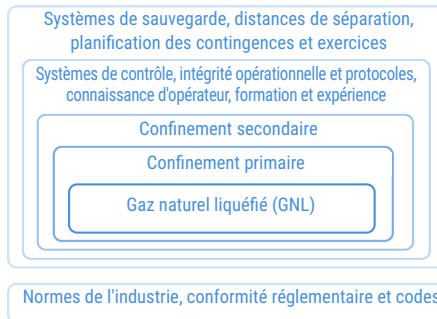 Systèmes de sauvegarde, distances de séparation,
planification des contingences et exercices
Systèmes de contrôle, intégrité opérationnelle et protocoles,
connaissance d'opérateur, formation et expérience
Confinement secondaire
Confinement primaire
Gaz naturel liquéfié (GNL)
Normes de l'industrie, conformité réglementaire et codes